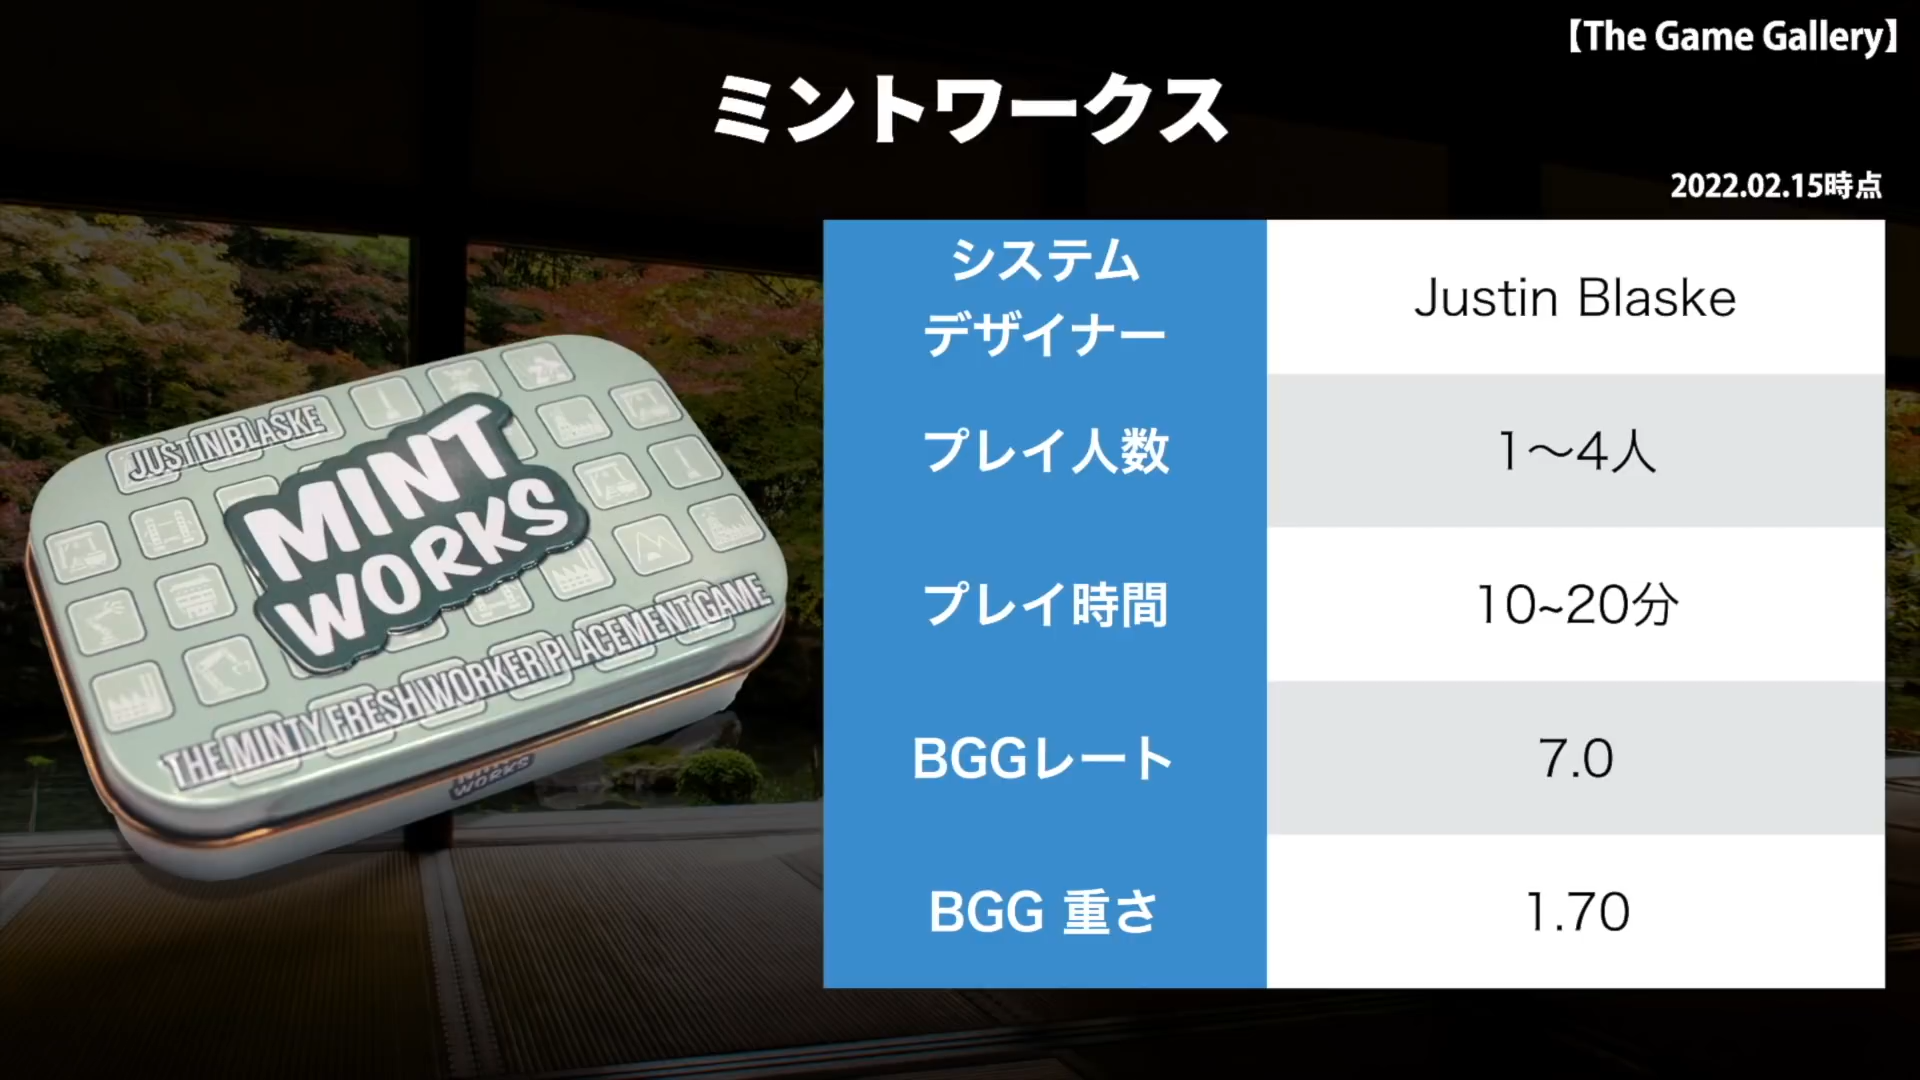 【The Game Gallery】
ミントワークス
2022.02.15時点
JUSTIN BLASKE
MINT
WORKS
THE MINTY FRESH WORKER PLACEMENT GAME
MINT
WORKS
システム
デザイナー
Justin Blaske
プレイ人数
1〜4人
プレイ時間
10~20分
BGGレート
7.0
BGG 重さ
1.70